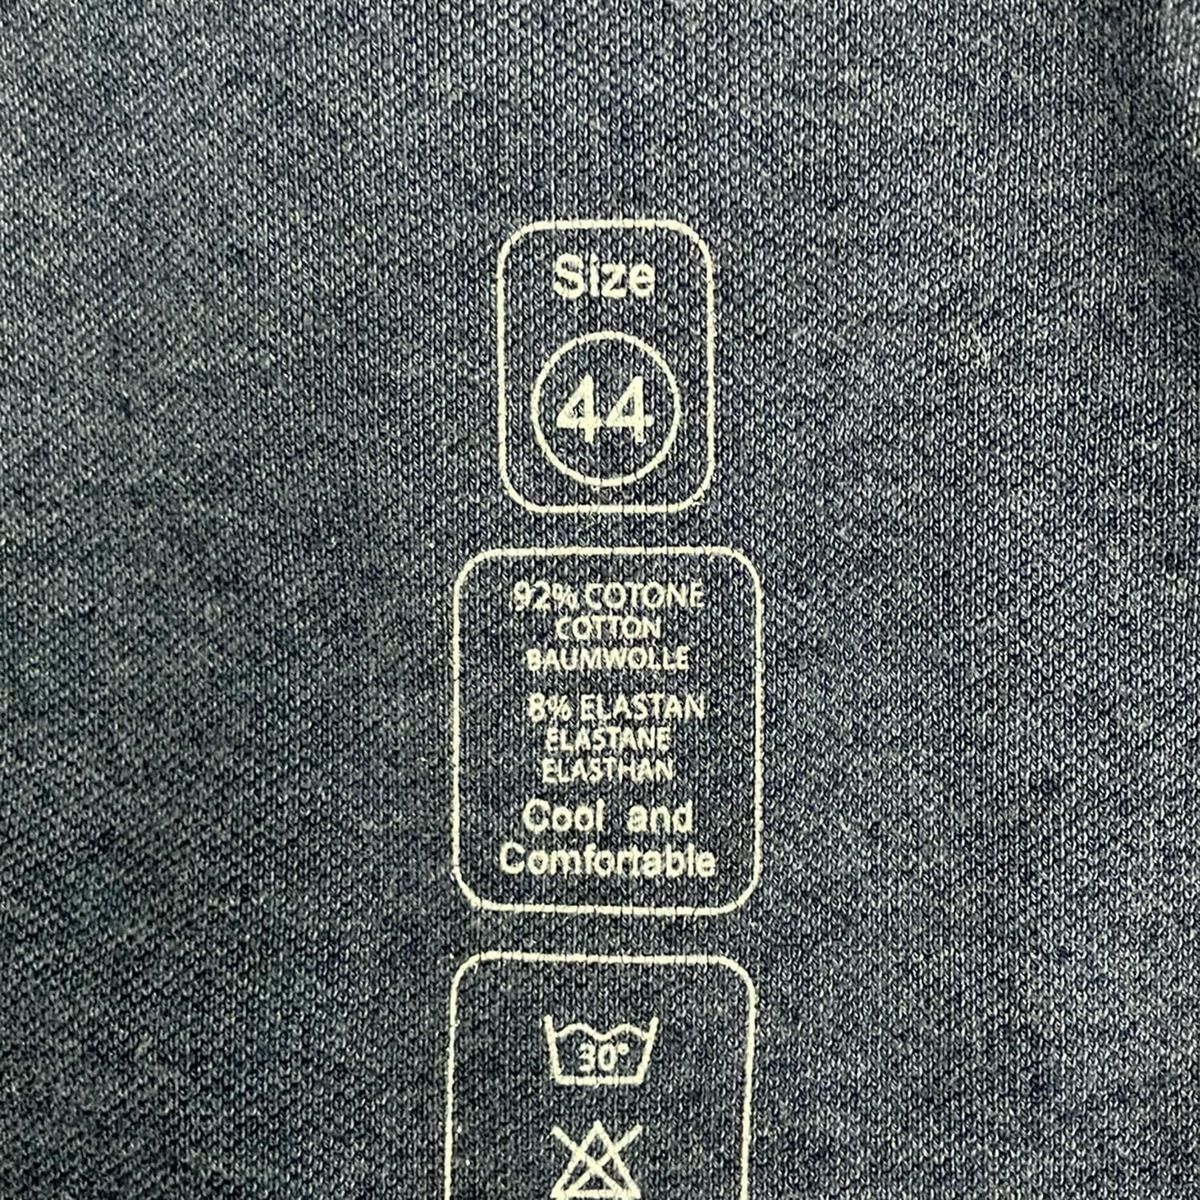 Size
44
92% COTONE
COTTON
BAUMWOLLE
8% ELASTAN
ELASTANE
ELASTHAN
Cool and
Comfortable
30°